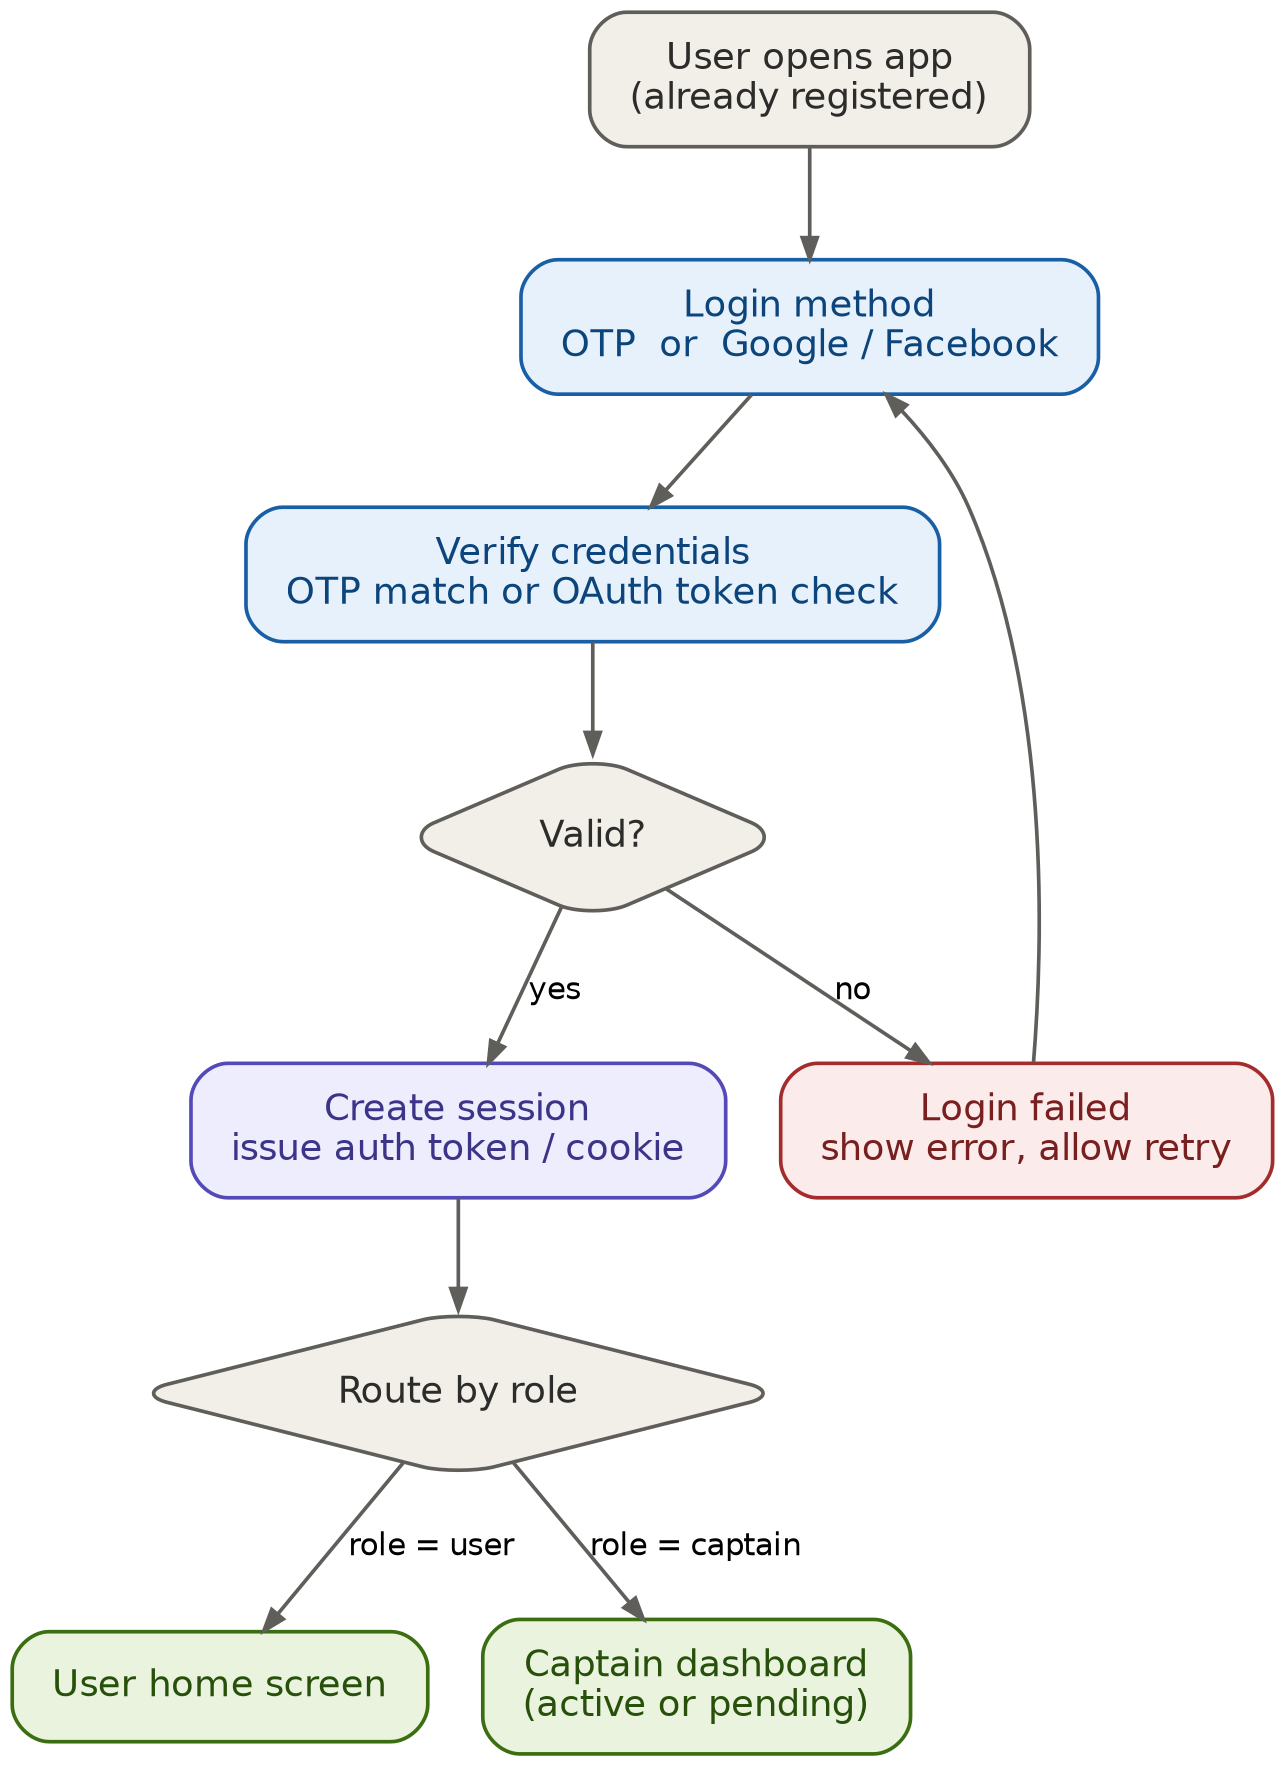 User opens app
(already registered)
Login method
OTP  or  Google / Facebook
Verify credentials
OTP match or OAuth token check
Valid?
yes
no
Create session
issue auth token / cookie
Login failed
show error, allow retry
Route by role
role = user
role = captain
User home screen
Captain dashboard
(active or pending)